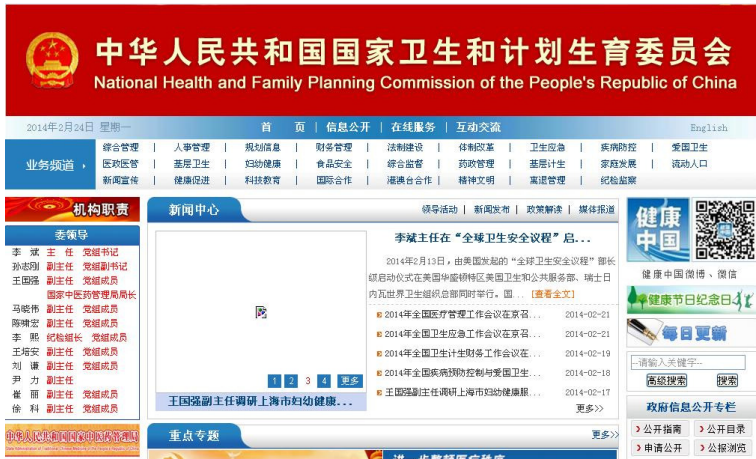 中华人民共和国国家卫生和计划生育委员会
National Health and Family Planning Commission of the People's Republic of China
2014年2月24日 星期一 首 页 | 信息公开 | 在线服务 | 互动交流 English
业务频道
综合管理 | 人事管理 | 规划信息 | 财务管理 | 法制建设 | 体制改革 | 卫生应急 | 疾病防控 | 爱国卫生
医政医管 | 基层卫生 | 妇幼健康 | 食品安全 | 综合监督 | 药政管理 | 基层计生 | 家庭发展 | 流动人口
新闻宣传 | 健康促进 | 科技教育 | 国际合作 | 港澳台合作 | 精神文明 | 离退管理 | 纪检监察
机构职责
委领导
李 斌 主 任 党组书记
孙志刚 副主任 党组副书记
王国强 副主任 党组成员
国家中医药管理局局长
马晓伟 副主任 党组成员
陈啸宏 副主任 党组成员
李 熙 纪检组长 党组成员
王培安 副主任 党组成员
刘 谦 副主任 党组成员
尹 力 副主任
崔 丽 副主任 党组成员
徐 科 副主任 党组成员
中华人民共和国国家中医药管理局
新闻中心
领导活动 | 新闻发布 | 政策解读 | 媒体报道
1 2 3 4 更多
王国强副主任调研上海市妇幼健康...
李斌主任在“全球卫生安全议程”启...
2014年2月13日,由美国发起的“全球卫生安全议程”部长
级启动仪式在美国华盛顿特区美国卫生和公共服务部、瑞士日
内瓦世界卫生组织总部同时举行。国... [查看全文]
2014年全国医疗管理工作会议在京召... 2014-02-21
2014年全国卫生应急工作会议在京召... 2014-02-21
2014年全国卫生计生财务工作会议在... 2014-02-19
2014年全国疾病预防控制与爱国卫生... 2014-02-18
王国强副主任调研上海市妇幼健康服... 2014-02-17
更多>>
重点专题
更多>>
健康
中国
健康中国微博、微信
健康节日纪念日
每日更新
--请输入关键字--
高级搜索 搜索
政府信息公开专栏
公开指南 公开目录
申请公开 公报浏览